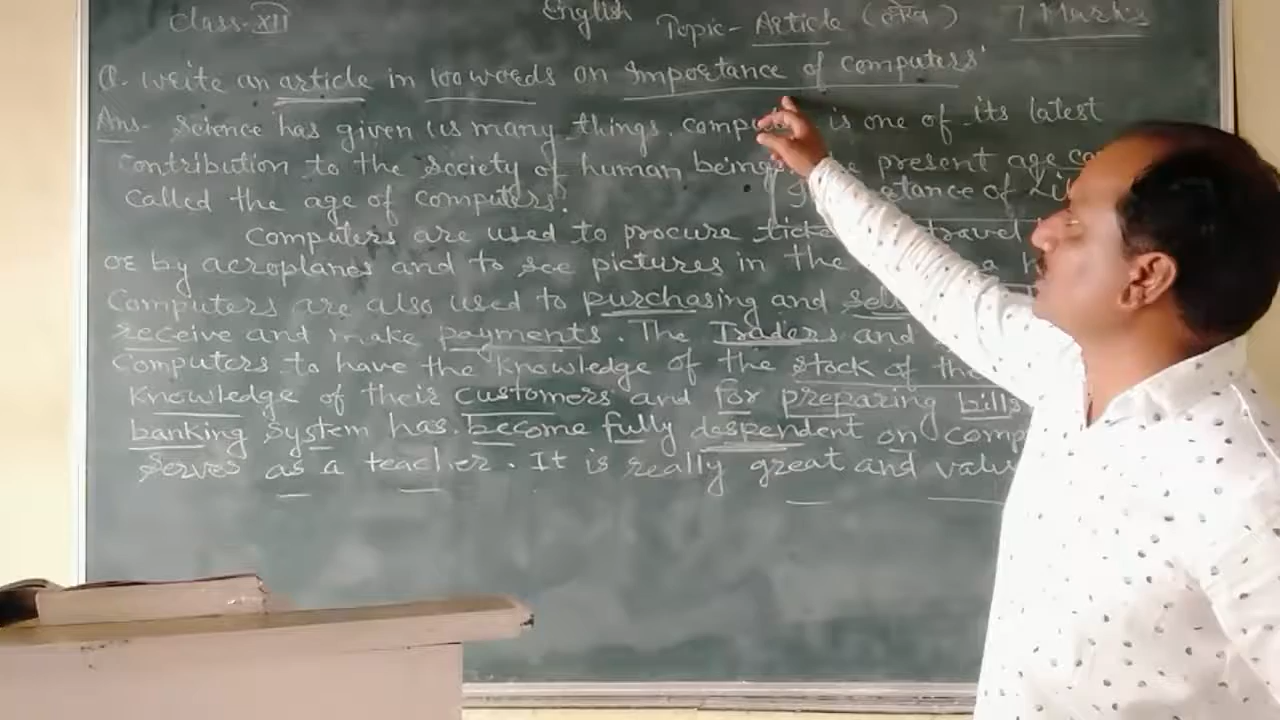 Class-XII English Topic-Article (लेख) 7 Marks
Q. Write an article in 100 words on Importance of computers'
Ans- Science has given us many things. is one of its latest
contribution to the society of human beings. present age
called the age of computers. of
Computers are used to procure travel
or by aeroplanes and to see pictures in the a
Computers are also used to purchasing and
receive and make payments. The Traders and
Computers to have the knowledge of the stock of
Knowledge of their customers and for preparing bills
banking system has become fully despendent on
serves as a teacher. It is really great and